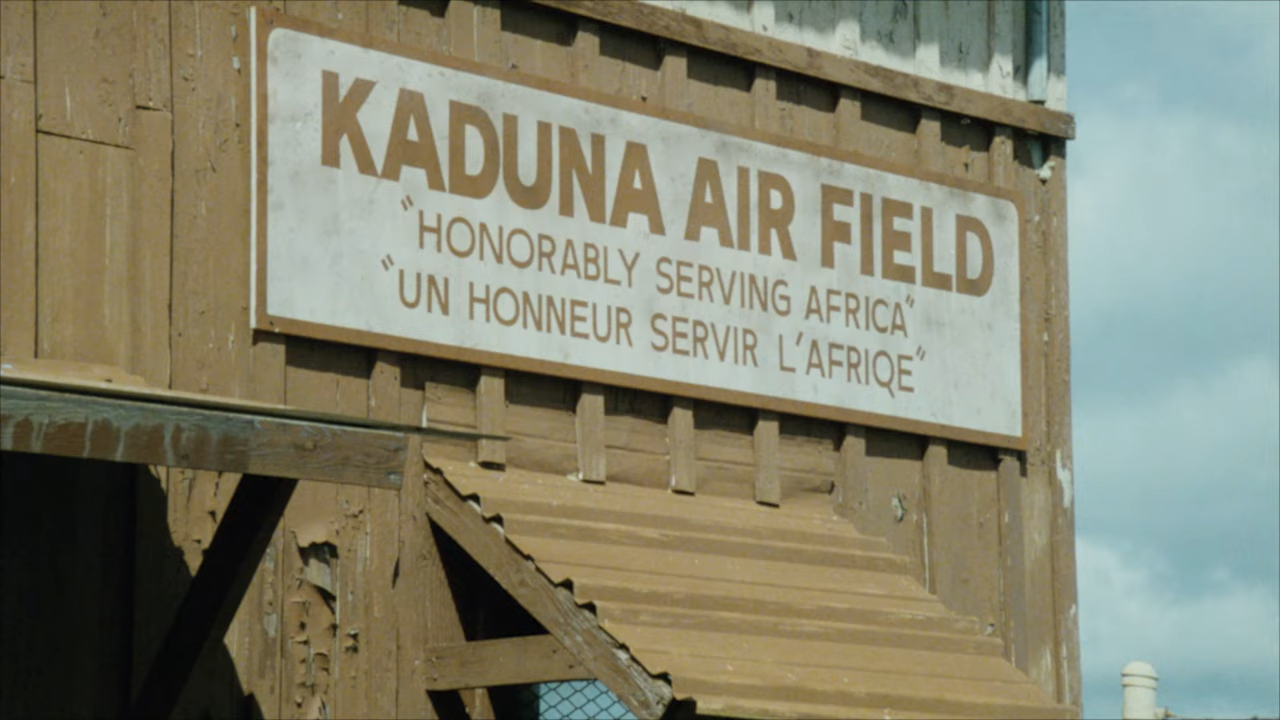 KADUNA AIR FIELD
"HONORABLY SERVING AFRICA"
"UN HONNEUR SERVIR L'AFRIQE"